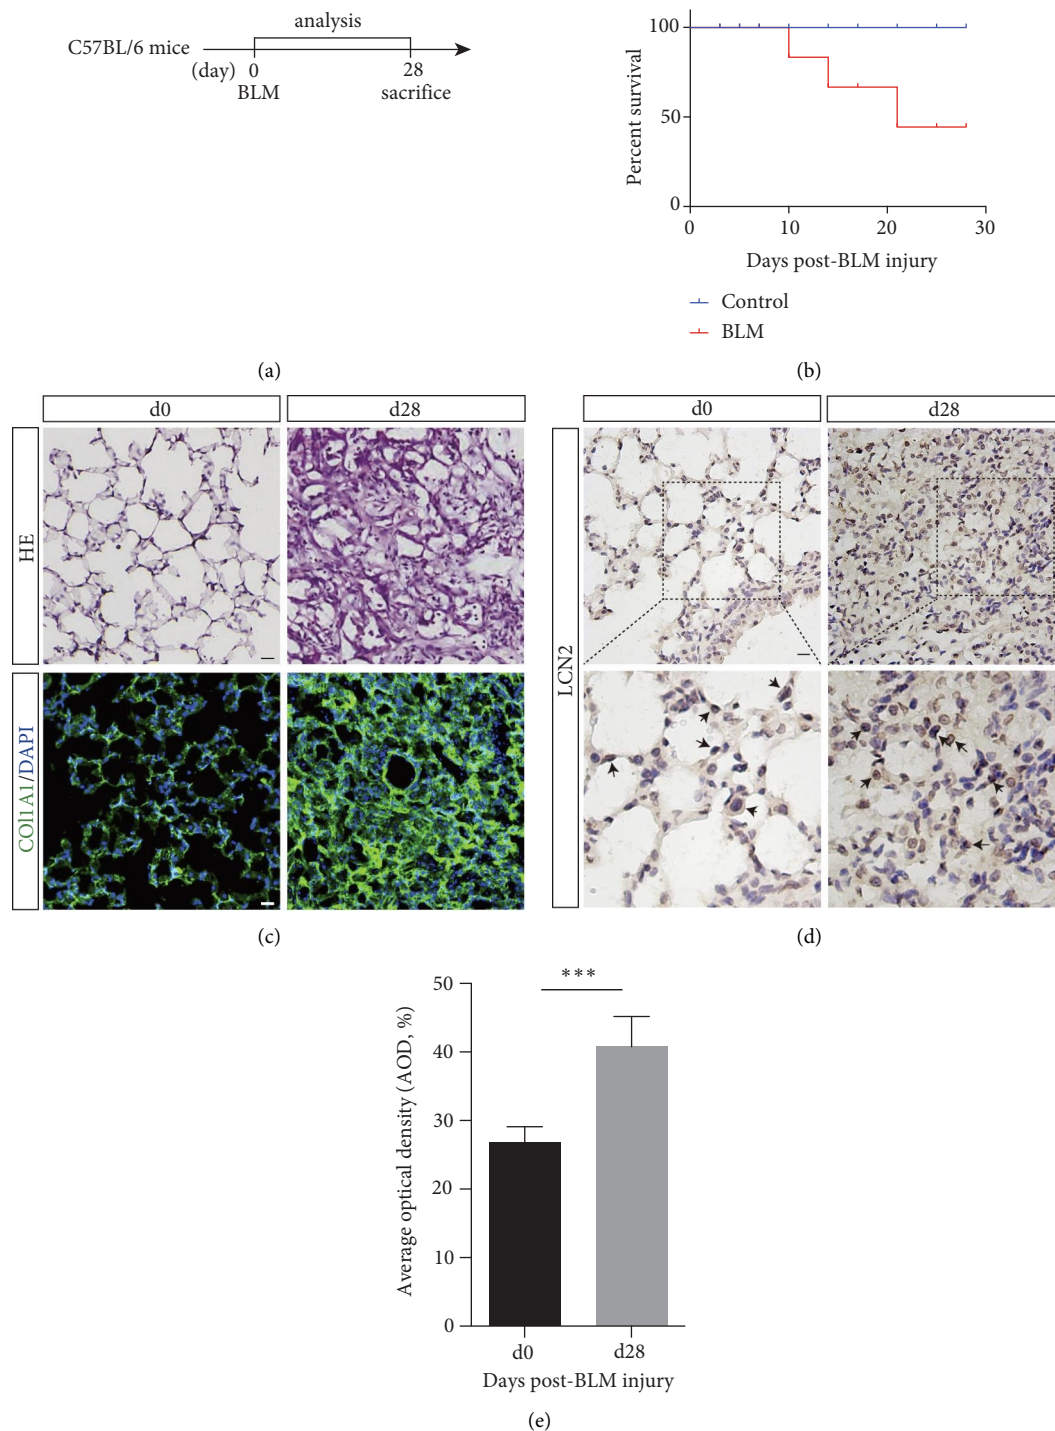 analysis
C57BL/6 mice
(day) 0 28
BLM sacrifice
(a)
100
50
0
Percent survival
0 10 20 30
Days post-BLM injury
Control
BLM
(b)
d0 d28
HE
COl1A1/DAPI
(c)
d0 d28
LCN2
(d)
***
50
40
30
20
10
0
Average optical density (AOD, %)
d0 d28
Days post-BLM injury
(e)